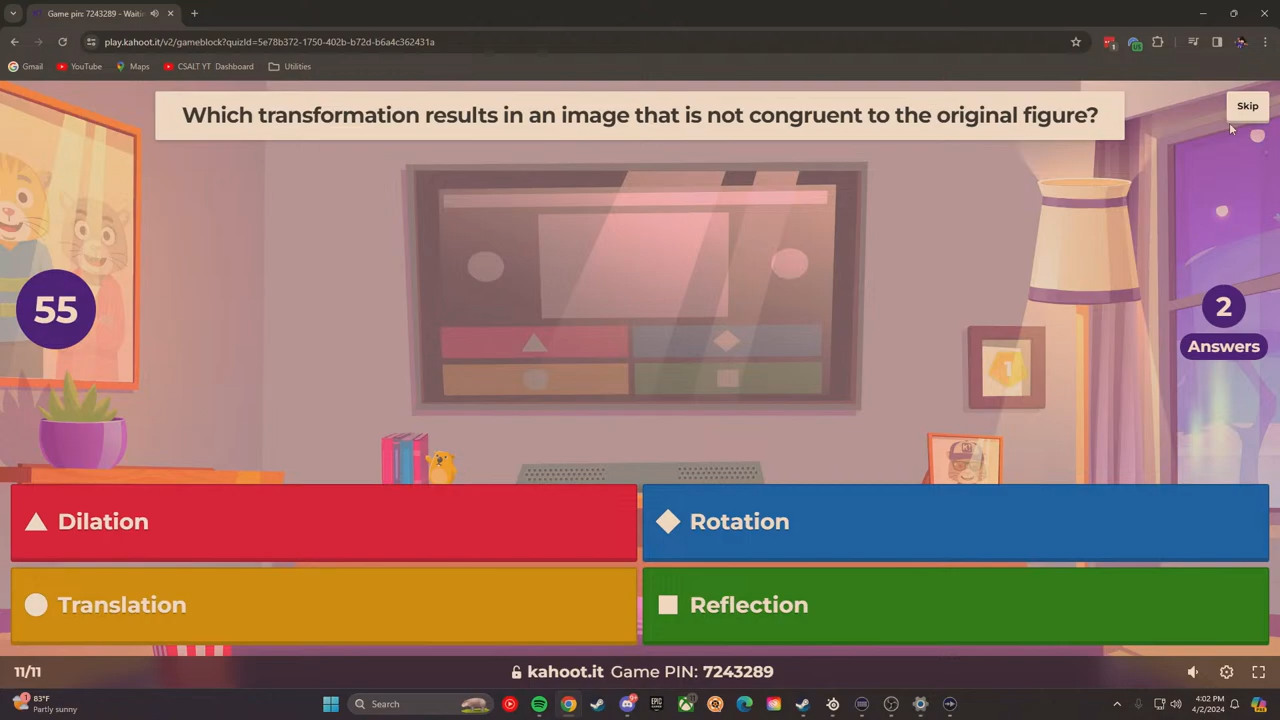 Game pin: 7243289 - Waitin
play.kahoot.it/v2/gameblock?quizId=5e78b372-1750-402b-b72d-b6a4c362431a
Gmail
YouTube
Maps
CSALT YT Dashboard
Utilities
Which transformation results in an image that is not congruent to the original figure?
Skip
55
2
Answers
1
Dilation
Rotation
Translation
Reflection
11/11
kahoot.it Game PIN: 7243289
83°F
Partly sunny
Search
4:02 PM
4/2/2024